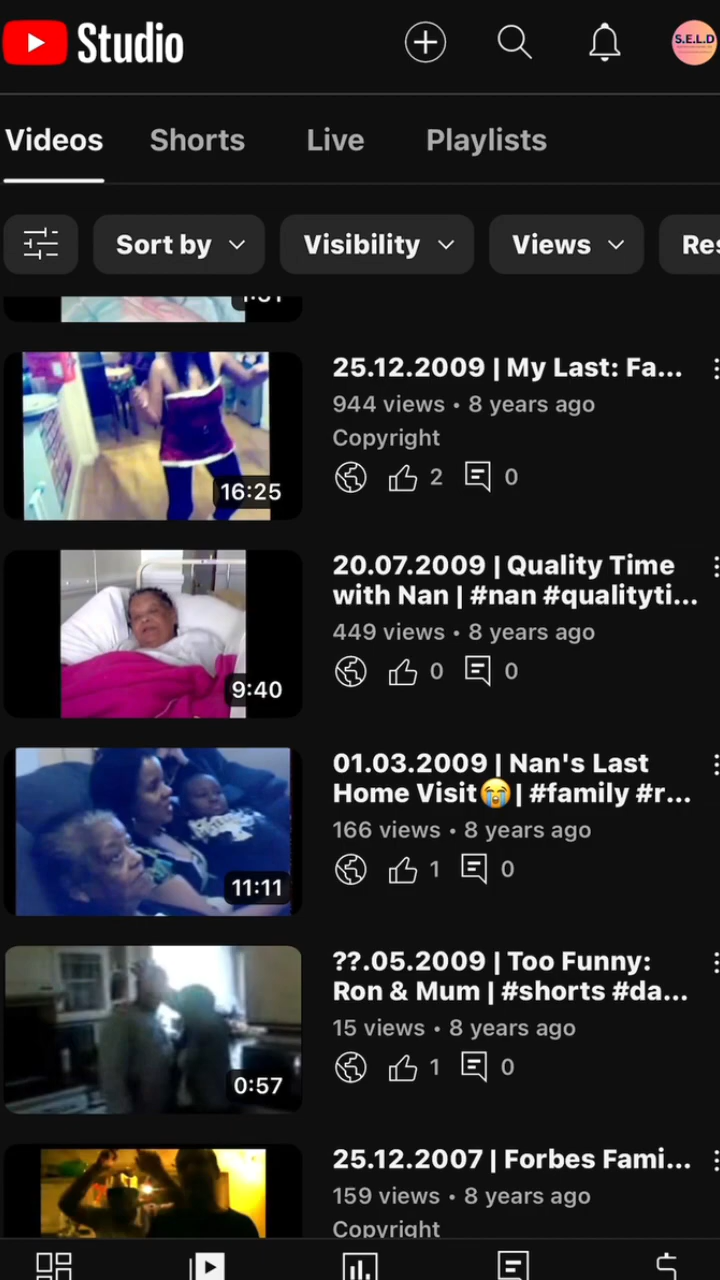 Studio
S.E.L.D
Videos Shorts Live Playlists
Sort by Visibility Views Res
25.12.2009 | My Last: Fa...
944 views • 8 years ago
Copyright
2 0
16:25
20.07.2009 | Quality Time
with Nan | #nan #qualityti...
449 views • 8 years ago
0 0
9:40
01.03.2009 | Nan's Last
Home Visit😭| #family #r...
166 views • 8 years ago
1 0
11:11
??.05.2009 | Too Funny:
Ron & Mum | #shorts #da...
15 views • 8 years ago
1 0
0:57
25.12.2007 | Forbes Fami...
159 views • 8 years ago
Copyright